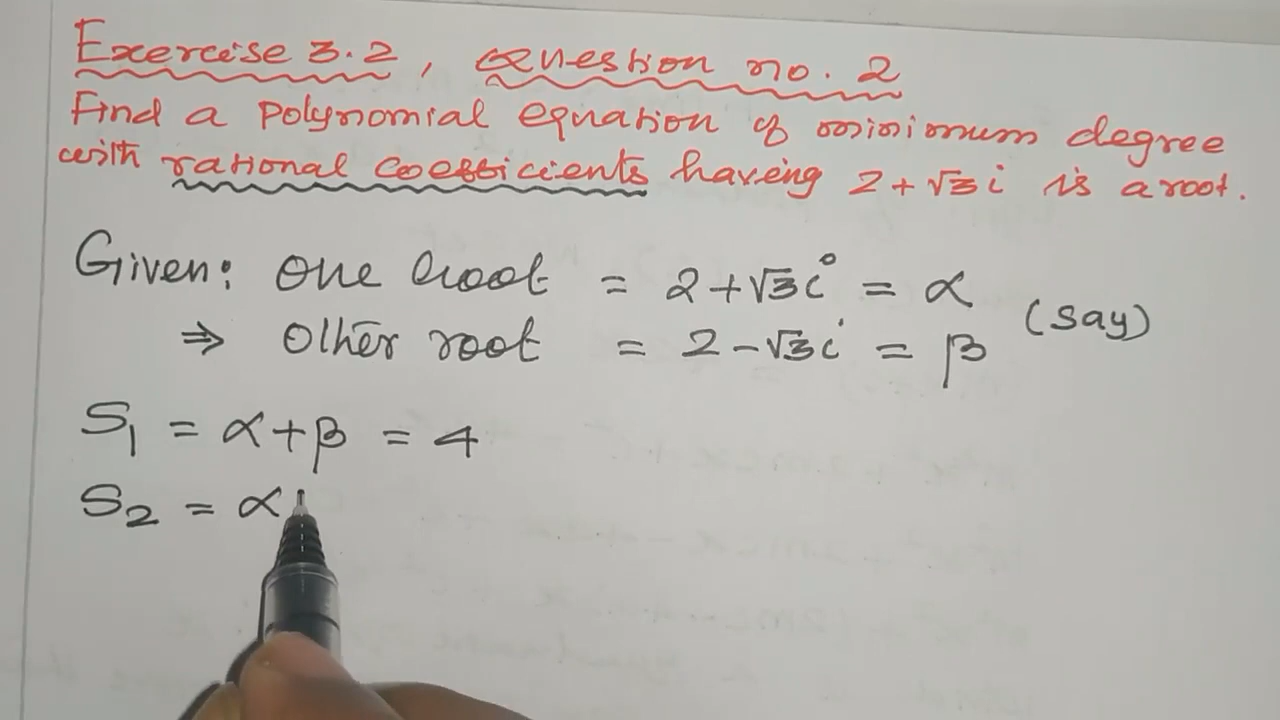 Exercise 3.2, Question no. 2
Find a polynomial equation of minimum degree
with rational coefficients having 2+√3i is a root.
Given: One root = 2+√3i = α
(say)
⇒ Other root = 2-√3i = β
S₁ = α+β = 4
S₂ = α